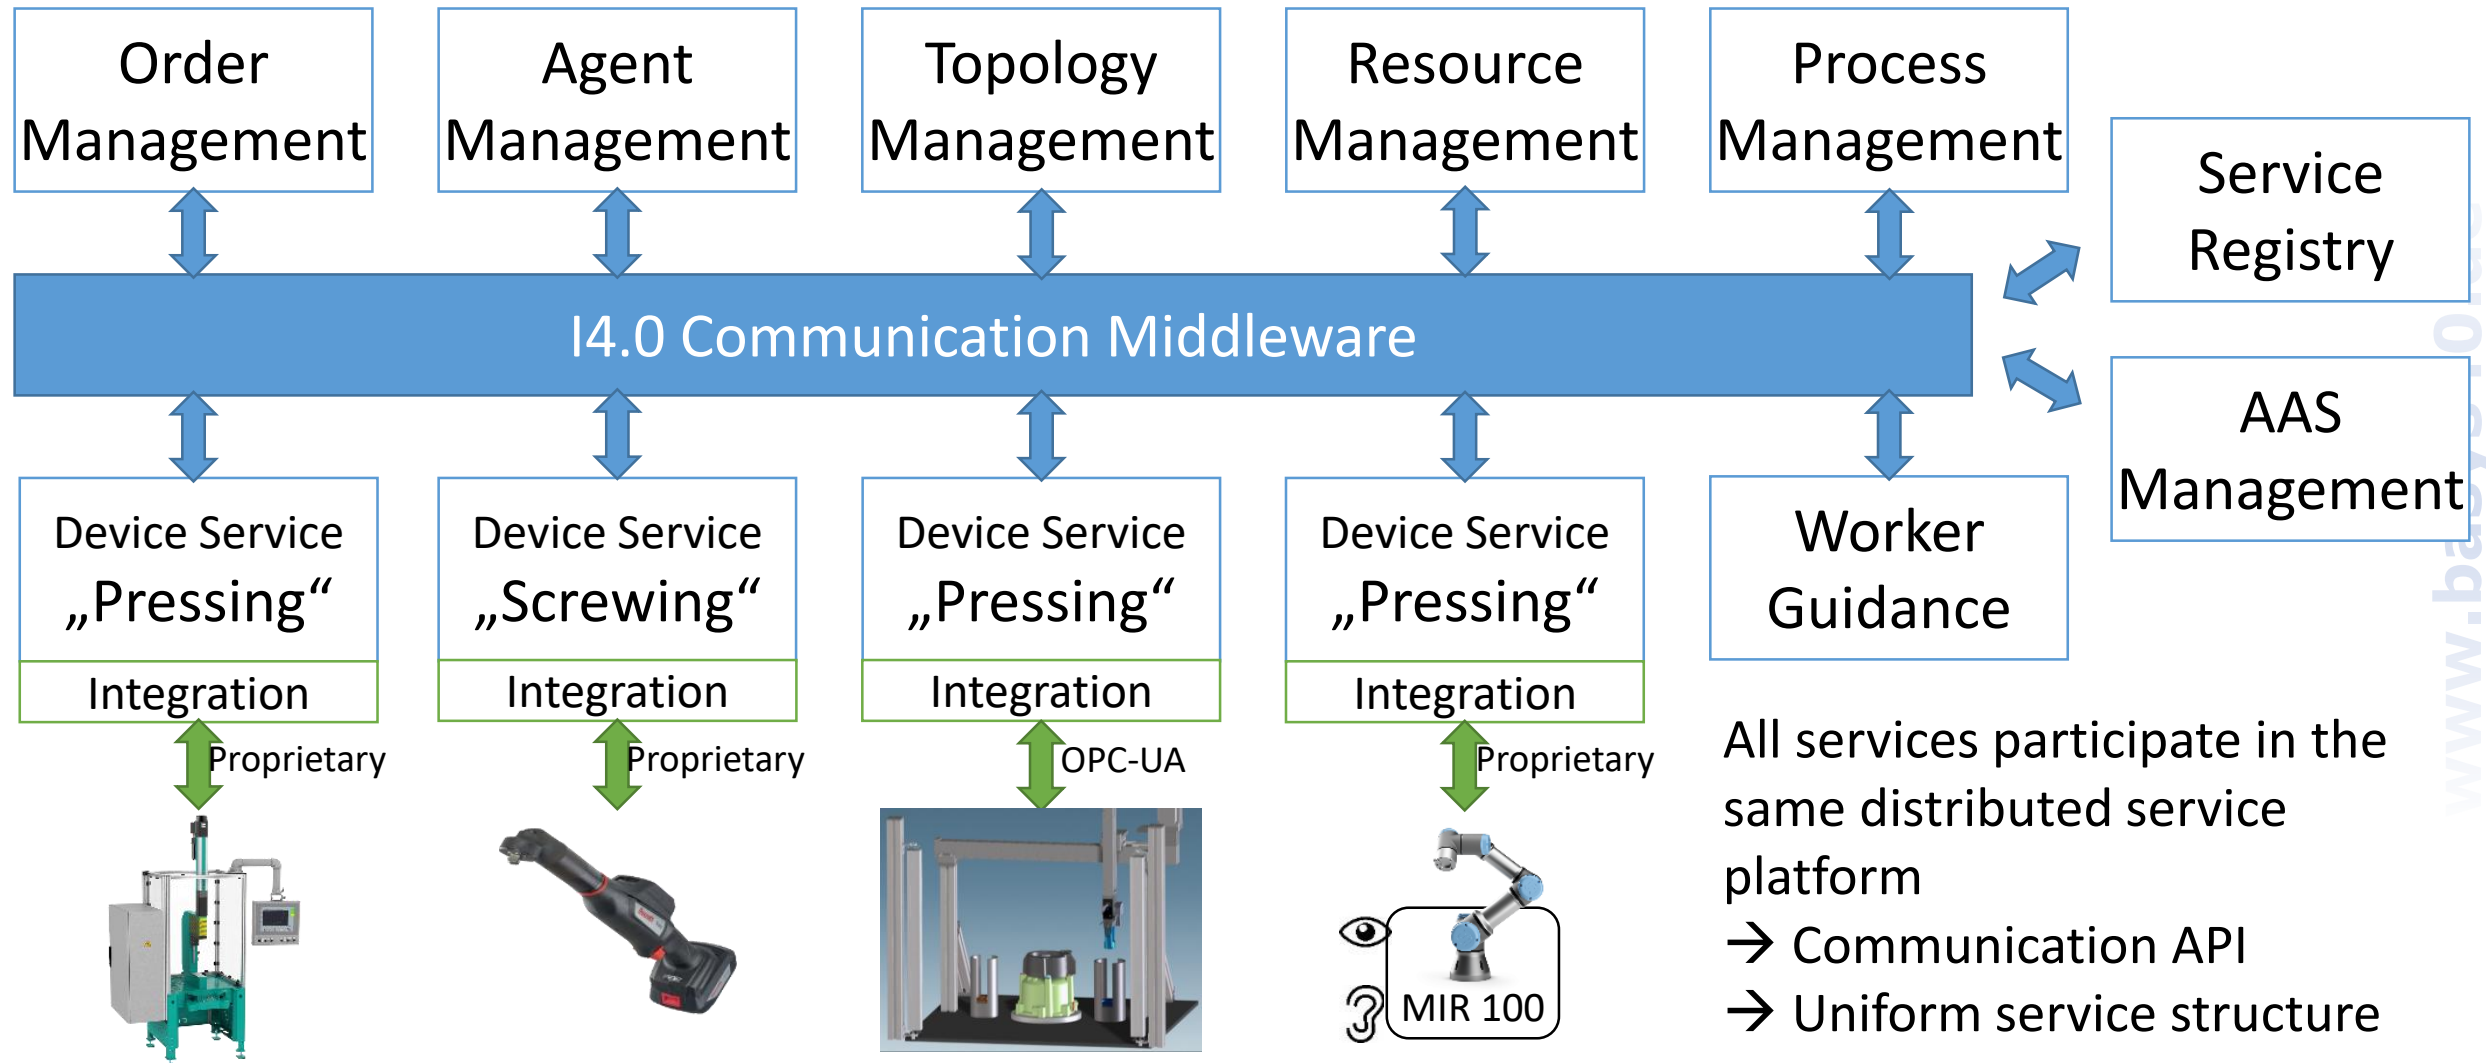 Order
Management
Agent
Management
Topology
Management
Resource
Management
Process
Management
Service
Registry
I4.0 Communication Middleware
AAS
Management
Device Service
„Pressing“
Integration
Proprietary
Device Service
„Screwing“
Integration
Proprietary
Device Service
„Pressing“
Integration
OPC-UA
Device Service
„Pressing“
Integration
Proprietary
MIR 100
Worker
Guidance
All services participate in the
same distributed service
platform
→ Communication API
→ Uniform service structure